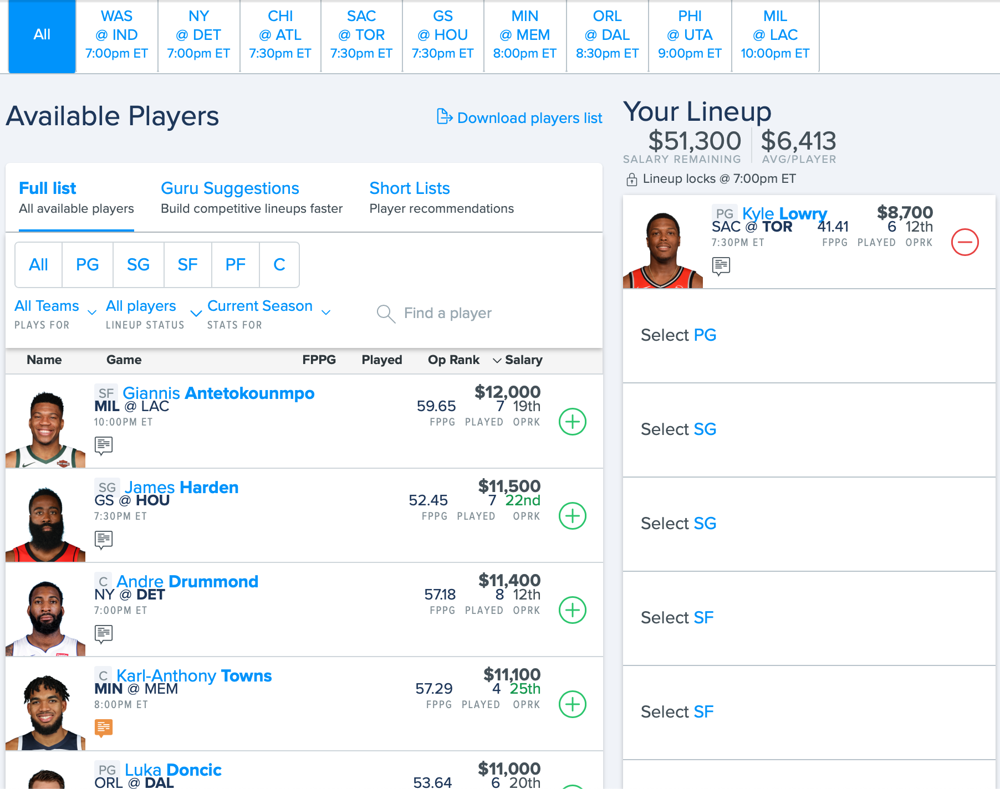 All
WAS
@ IND
7:00pm ET
NY
@ DET
7:00pm ET
CHI
@ ATL
7:30pm ET
SAC
@ TOR
7:30pm ET
GS
@ HOU
7:30pm ET
MIN
@ MEM
8:00pm ET
ORL
@ DAL
8:30pm ET
PHI
@ UTA
9:00pm ET
MIL
@ LAC
10:00pm ET
Available Players
Download players list
Full list
All available players
Guru Suggestions
Build competitive lineups faster
Short Lists
Player recommendations
All PG SG SF PF C
All Teams
PLAYS FOR
All players
LINEUP STATUS
Current Season
STATS FOR
Find a player
Name Game FPPG Played Op Rank Salary
SF Giannis Antetokounmpo $12,000
MIL @ LAC 59.65 7 19th
10:00PM ET FPPG PLAYED OPRK
SG James Harden $11,500
GS @ HOU 52.45 7 22nd
7:30PM ET FPPG PLAYED OPRK
C Andre Drummond $11,400
NY @ DET 57.18 8 12th
7:00PM ET FPPG PLAYED OPRK
C Karl-Anthony Towns $11,100
MIN @ MEM 57.29 4 25th
8:00PM ET FPPG PLAYED OPRK
PG Luka Doncic $11,000
ORL @ DAL 53.64 6 20th
Your Lineup
$51,300 $6,413
SALARY REMAINING AVG/PLAYER
Lineup locks @ 7:00pm ET
PG Kyle Lowry $8,700
SAC @ TOR 41.41 6 12th
7:30PM ET FPPG PLAYED OPRK
Select PG
Select SG
Select SG
Select SF
Select SF